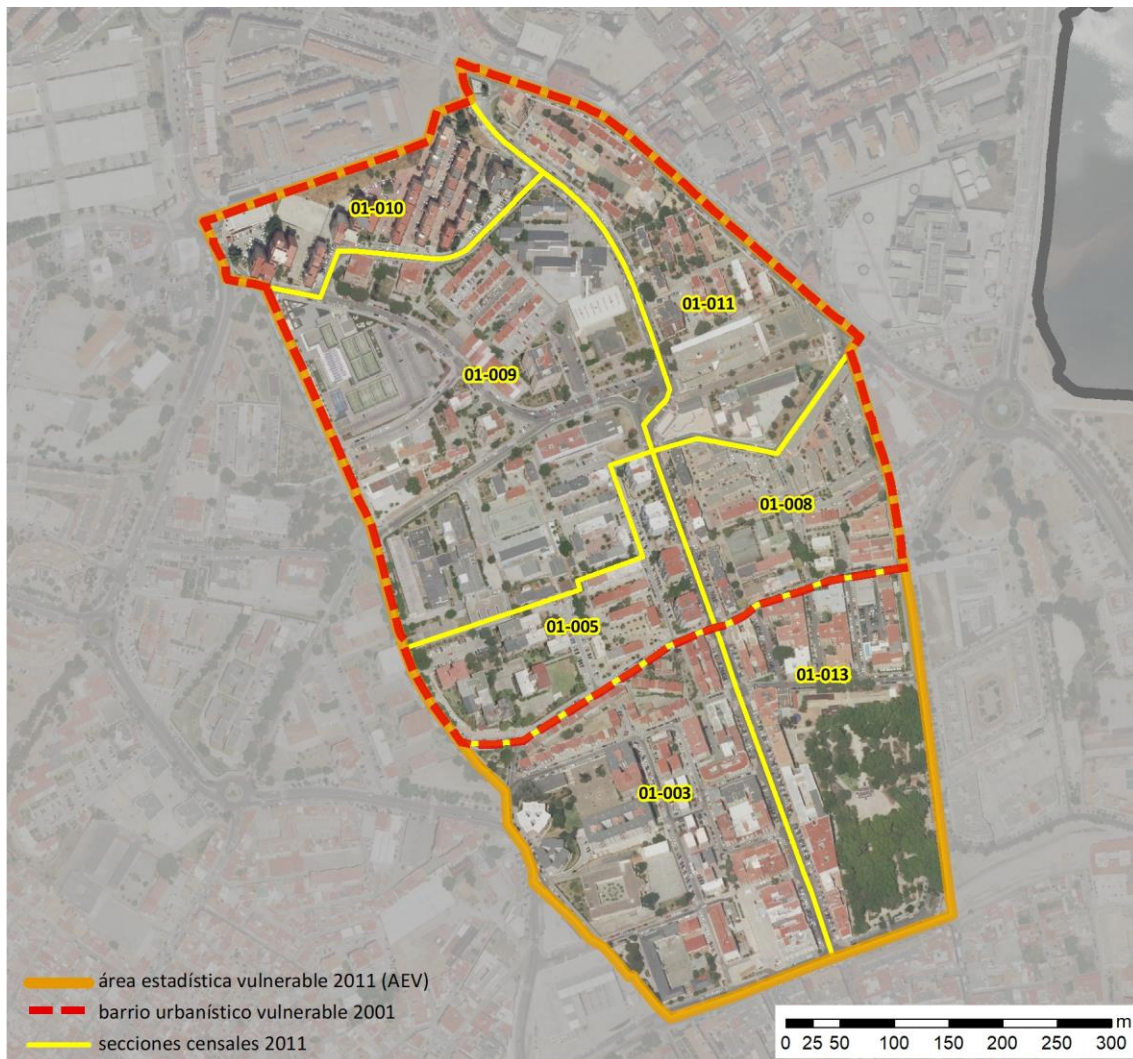 01-010
01-011
01-009
01-008
01-005
01-013
01-003
área estadística vulnerable 2011 (AEV)
barrio urbanístico vulnerable 2001
secciones censales 2011
m
0 25 50 100 150 200 250 300